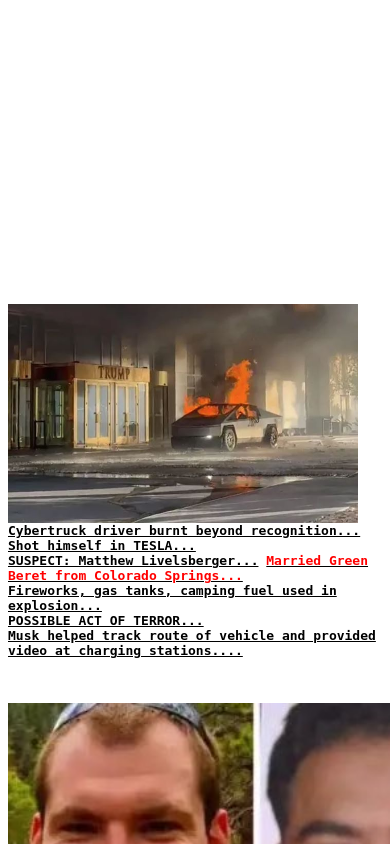 TRUMP
Cybertruck driver burnt beyond recognition...
Shot himself in TESLA...
SUSPECT: Matthew Livelsberger... Married Green
Beret from Colorado Springs...
Fireworks, gas tanks, camping fuel used in
explosion...
POSSIBLE ACT OF TERROR...
Musk helped track route of vehicle and provided
video at charging stations....